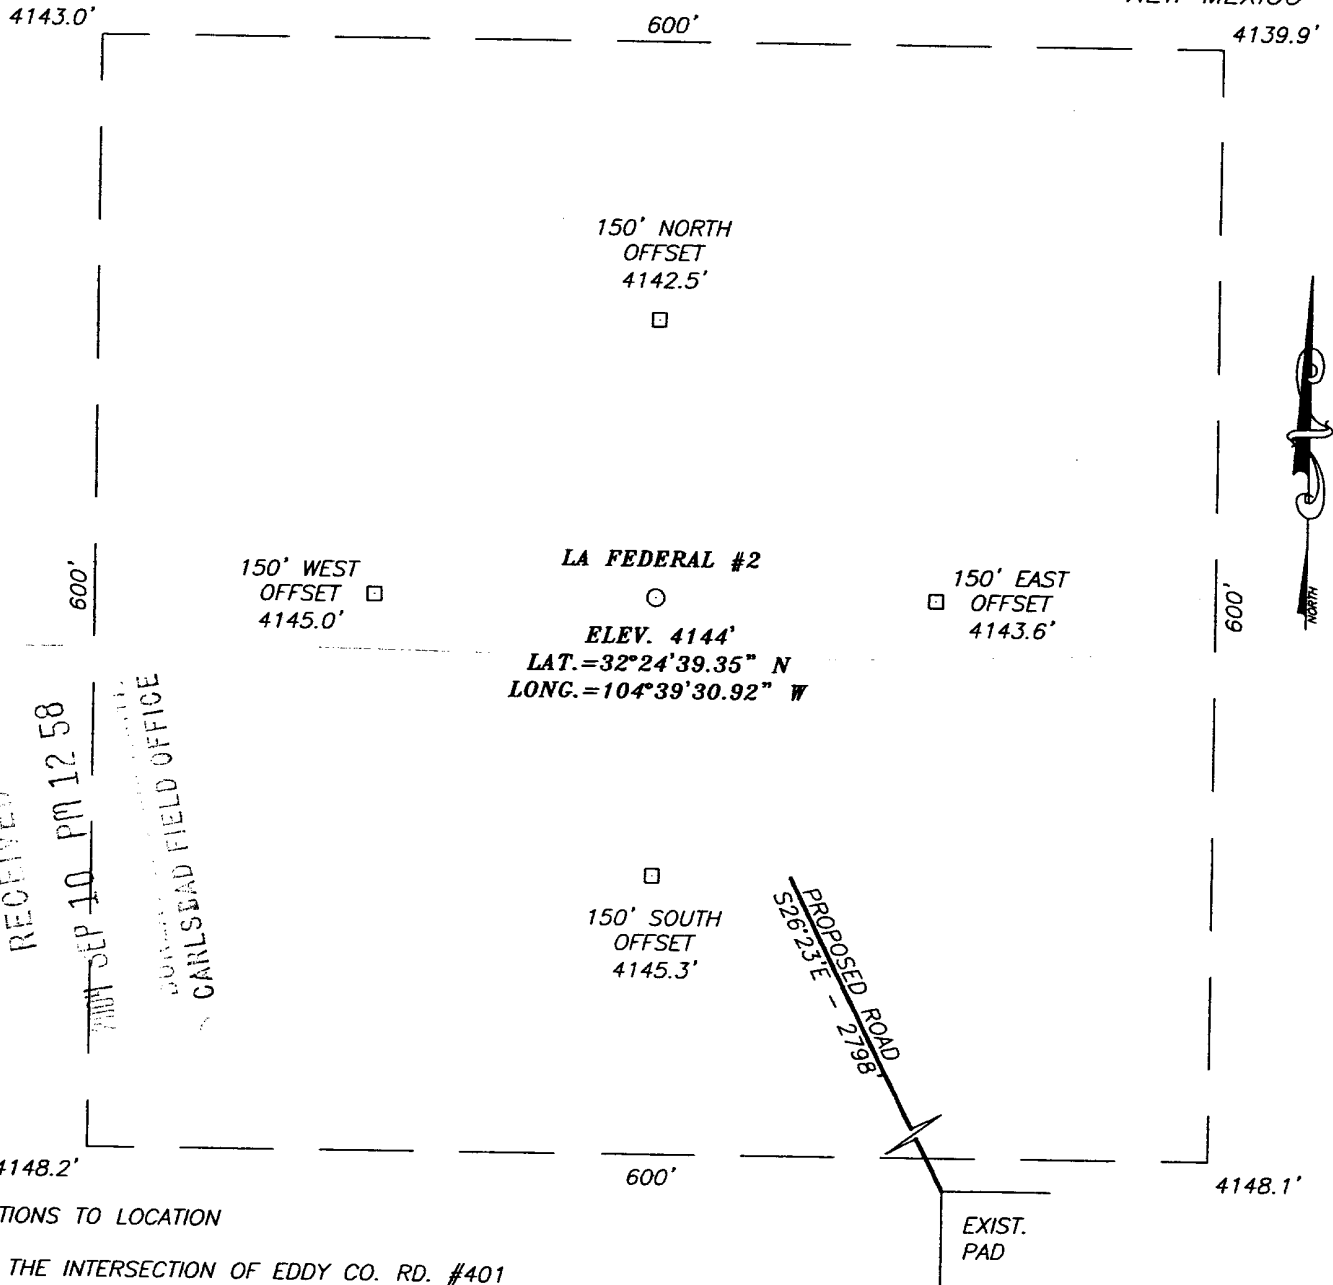 NEW MEXICO
4143.0'
600'
4139.9'
150' NORTH
OFFSET
4142.5'
NORTH
600'
150' WEST
OFFSET
4145.0'
LA FEDERAL #2
ELEV. 4144'
LAT.=32°24'39.35" N
LONG.=104°39'30.92" W
150' EAST
OFFSET
4143.6'
600'
RECEIVED
SEP 10 PM 12 58
CARLSBAD FIELD OFFICE
150' SOUTH
OFFSET
4145.3'
PROPOSED ROAD
S26°23'E - 2798'
4148.2'
600'
4148.1'
EXIST.
PAD
TIONS TO LOCATION
THE INTERSECTION OF EDDY CO. RD. #401